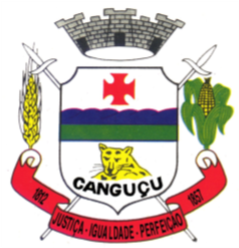 CANGUÇU
1812
JUSTIÇA - IGUALDADE - PERFEIÇÃO
1857